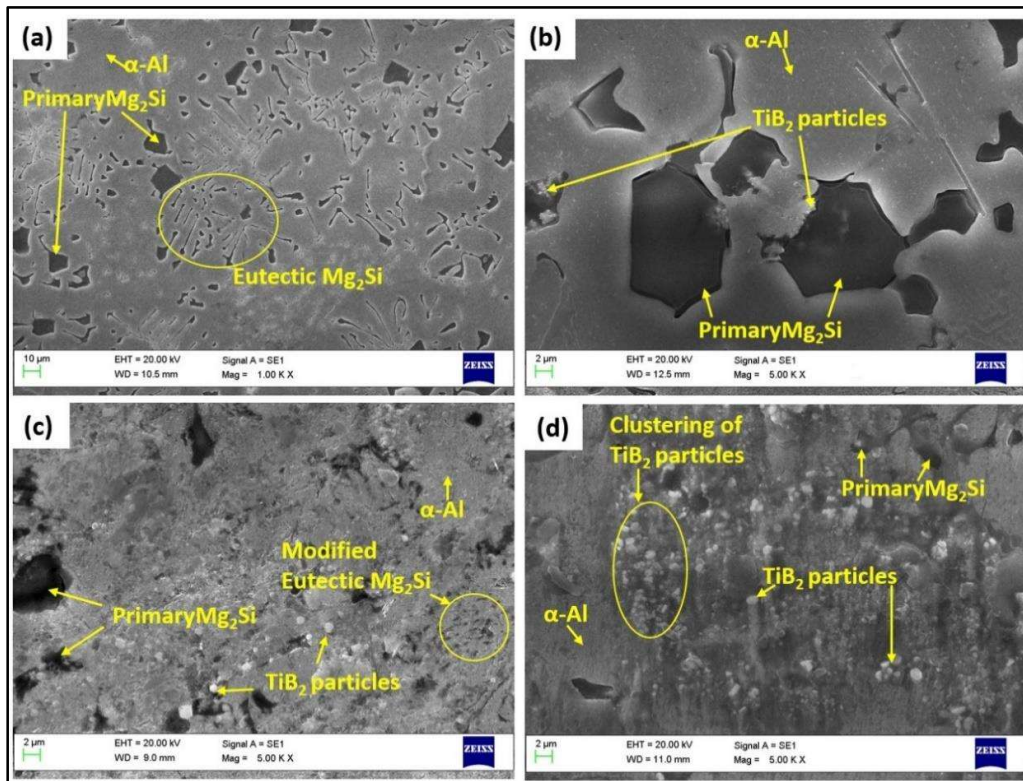 (a)
α-Al
PrimaryMg₂Si
Eutectic Mg₂Si
10 µm
EHT = 20.00 kV
Signal A = SE1
WD = 10.5 mm
Mag = 1.00 K X
ZEISS
(b)
α-Al
TiB₂ particles
PrimaryMg₂Si
2 µm
EHT = 20.00 kV
Signal A = SE1
WD = 12.5 mm
Mag = 5.00 K X
ZEISS
(c)
α-Al
Modified
Eutectic Mg₂Si
PrimaryMg₂Si
TiB₂ particles
2 µm
EHT = 20.00 kV
Signal A = SE1
WD = 9.0 mm
Mag = 5.00 K X
ZEISS
(d)
Clustering of
TiB₂ particles
PrimaryMg₂Si
TiB₂ particles
α-Al
2 µm
EHT = 20.00 kV
Signal A = SE1
WD = 11.0 mm
Mag = 5.00 K X
ZEISS